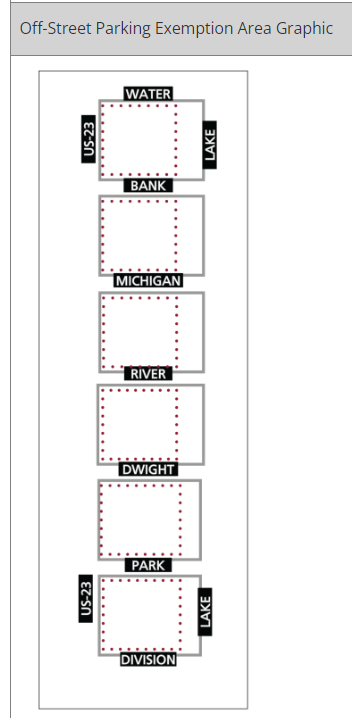 Off-Street Parking Exemption Area Graphic
WATER
US-23
LAKE
BANK
MICHIGAN
RIVER
DWIGHT
PARK
US-23
LAKE
DIVISION